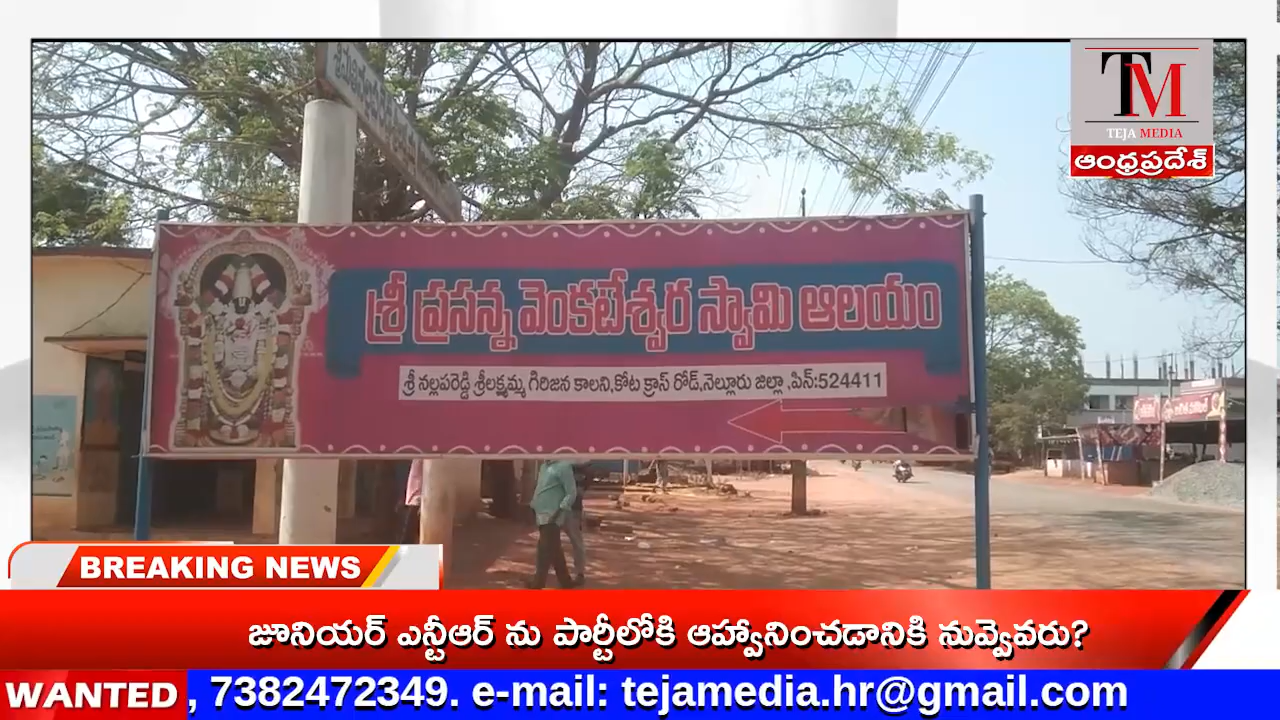 TM
TEJA MEDIA
ఆంధ్రప్రదేశ్
శ్రీ ప్రసన్న వెంకటేశ్వర స్వామి ఆలయం
శ్రీ నల్లపరెడ్డి శ్రీలక్ష్మమ్మ గిరిజన కాలని,కోట క్రాస్ రోడ్,నెల్లూరు జిల్లా ,పిన్:524411
BREAKING NEWS
జూనియర్ ఎన్టీఆర్ ను పార్టీలోకి ఆహ్వానించడానికి నువ్వెవరు?
WANTED , 7382472349. e-mail: tejamedia.hr@gmail.com